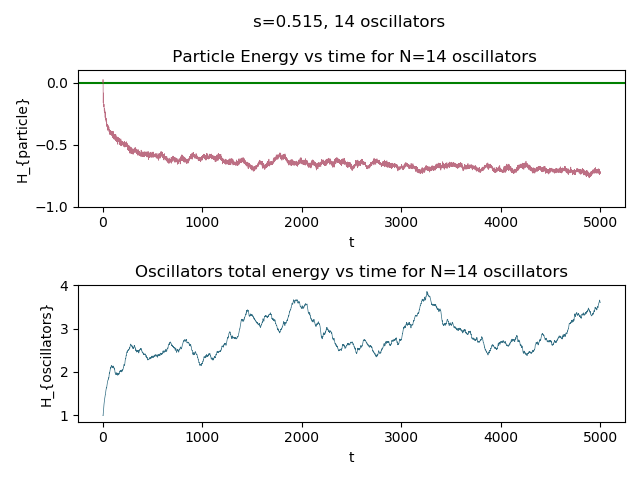 s=0.515, 14 oscillators
Particle Energy vs time for N=14 oscillators
0.0
−0.5
−1.0
H_{particle}
0 1000 2000 3000 4000 5000
t
Oscillators total energy vs time for N=14 oscillators
4
3
2
1
H_{oscillators}
0 1000 2000 3000 4000 5000
t